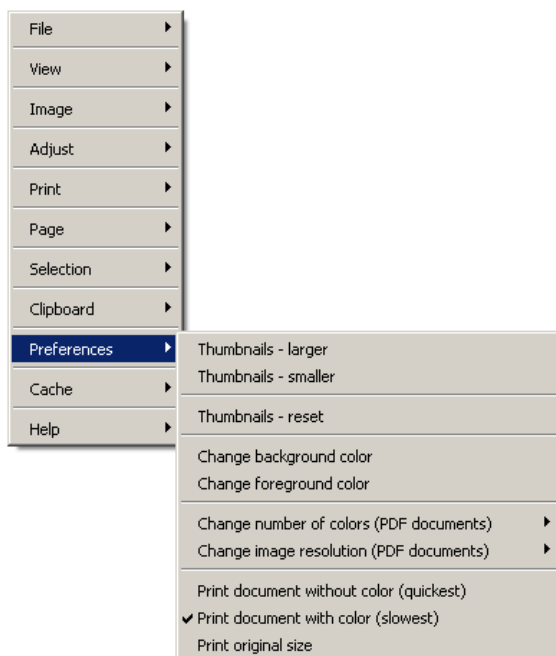 File
View
Image
Adjust
Print
Page
Selection
Clipboard
Preferences
Cache
Help
Thumbnails - larger
Thumbnails - smaller
Thumbnails - reset
Change background color
Change foreground color
Change number of colors (PDF documents)
Change image resolution (PDF documents)
Print document without color (quickest)
Print document with color (slowest)
Print original size